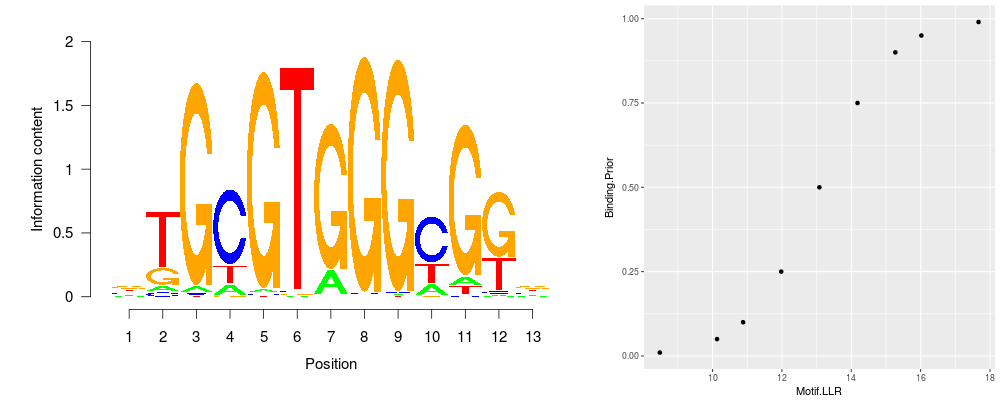 2
1.5
1
0.5
0
Information content
T G C G T G G G C G G
G A T G A A T A T T
1 2 3 4 5 6 7 8 9 10 11 12 13
Position
1.00
0.75
0.50
0.25
0.00
Binding.Prior
10 12 14 16 18
Motif.LLR